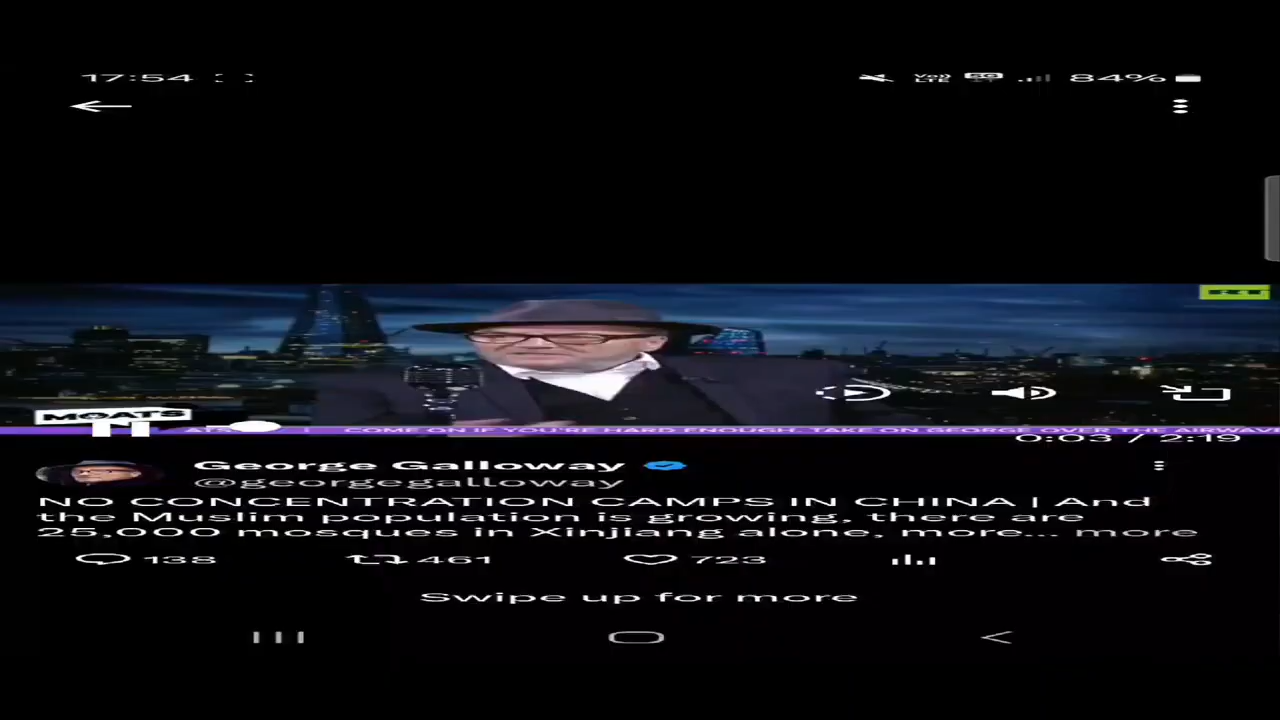 17:54
84%
RT
MOATS
COME ON IF YOU'RE HARD ENOUGH. TAKE ON GEORGE OVER THE AIRWAVE
0:03 / 2:19
George Galloway
@georgegalloway
NO CONCENTRATION CAMPS IN CHINA | And
the Muslim population is growing, there are
25,000 mosques in Xinjiang alone, more... more
138 461 723
Swipe up for more